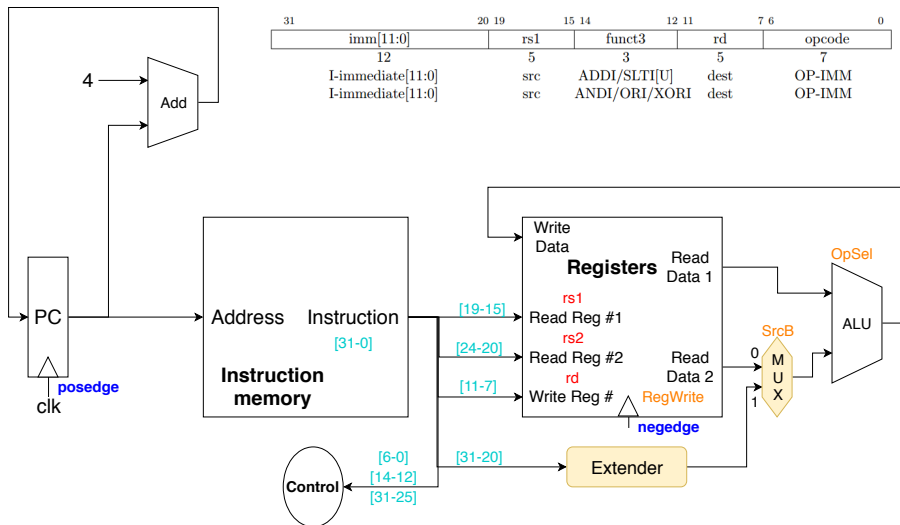 31 20 19 15 14 12 11 7 6 0
imm[11:0] rs1 funct3 rd opcode
12 5 3 5 7
I-immediate[11:0] src ADDI/SLTI[U] dest OP-IMM
I-immediate[11:0] src ANDI/ORI/XORI dest OP-IMM
4
Add
PC
clk
posedge
Address
Instruction
[31-0]
Instruction
memory
[19-15]
[24-20]
[11-7]
[31-20]
[6-0]
[14-12]
[31-25]
Control
Write
Data
Registers
Read
Data 1
rs1
Read Reg #1
rs2
Read Reg #2
rd
Write Reg #
Read
Data 2
RegWrite
negedge
Extender
SrcB
0
1
M
U
X
OpSel
ALU